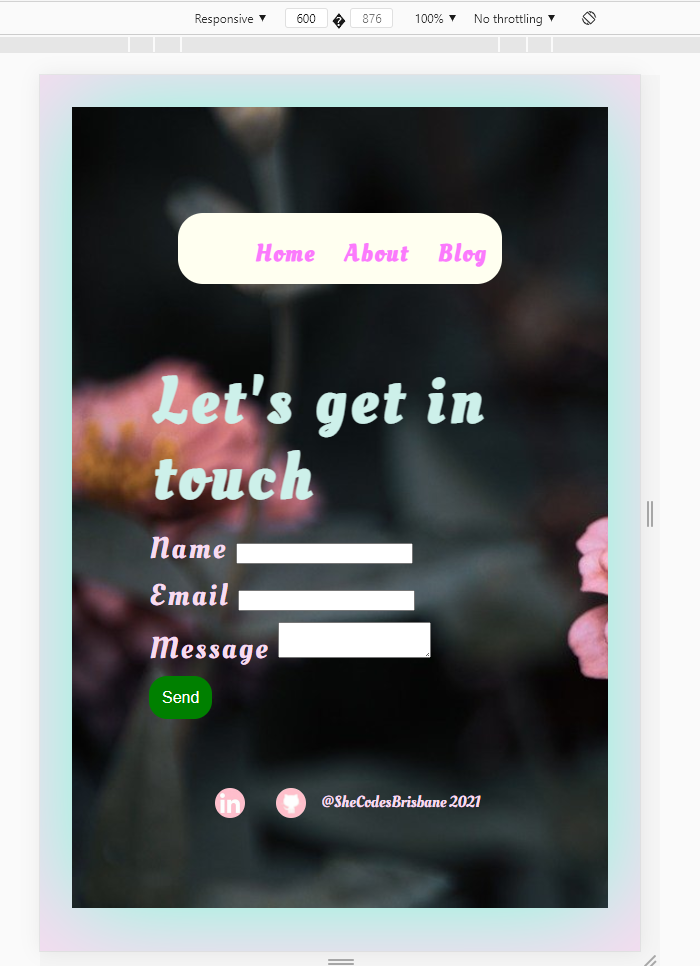 Responsive ▼ 600 � 876 100% ▼ No throttling ▼
Home About Blog
Let's get in
touch
Name
Email
Message
Send
in @SheCodesBrisbane 2021